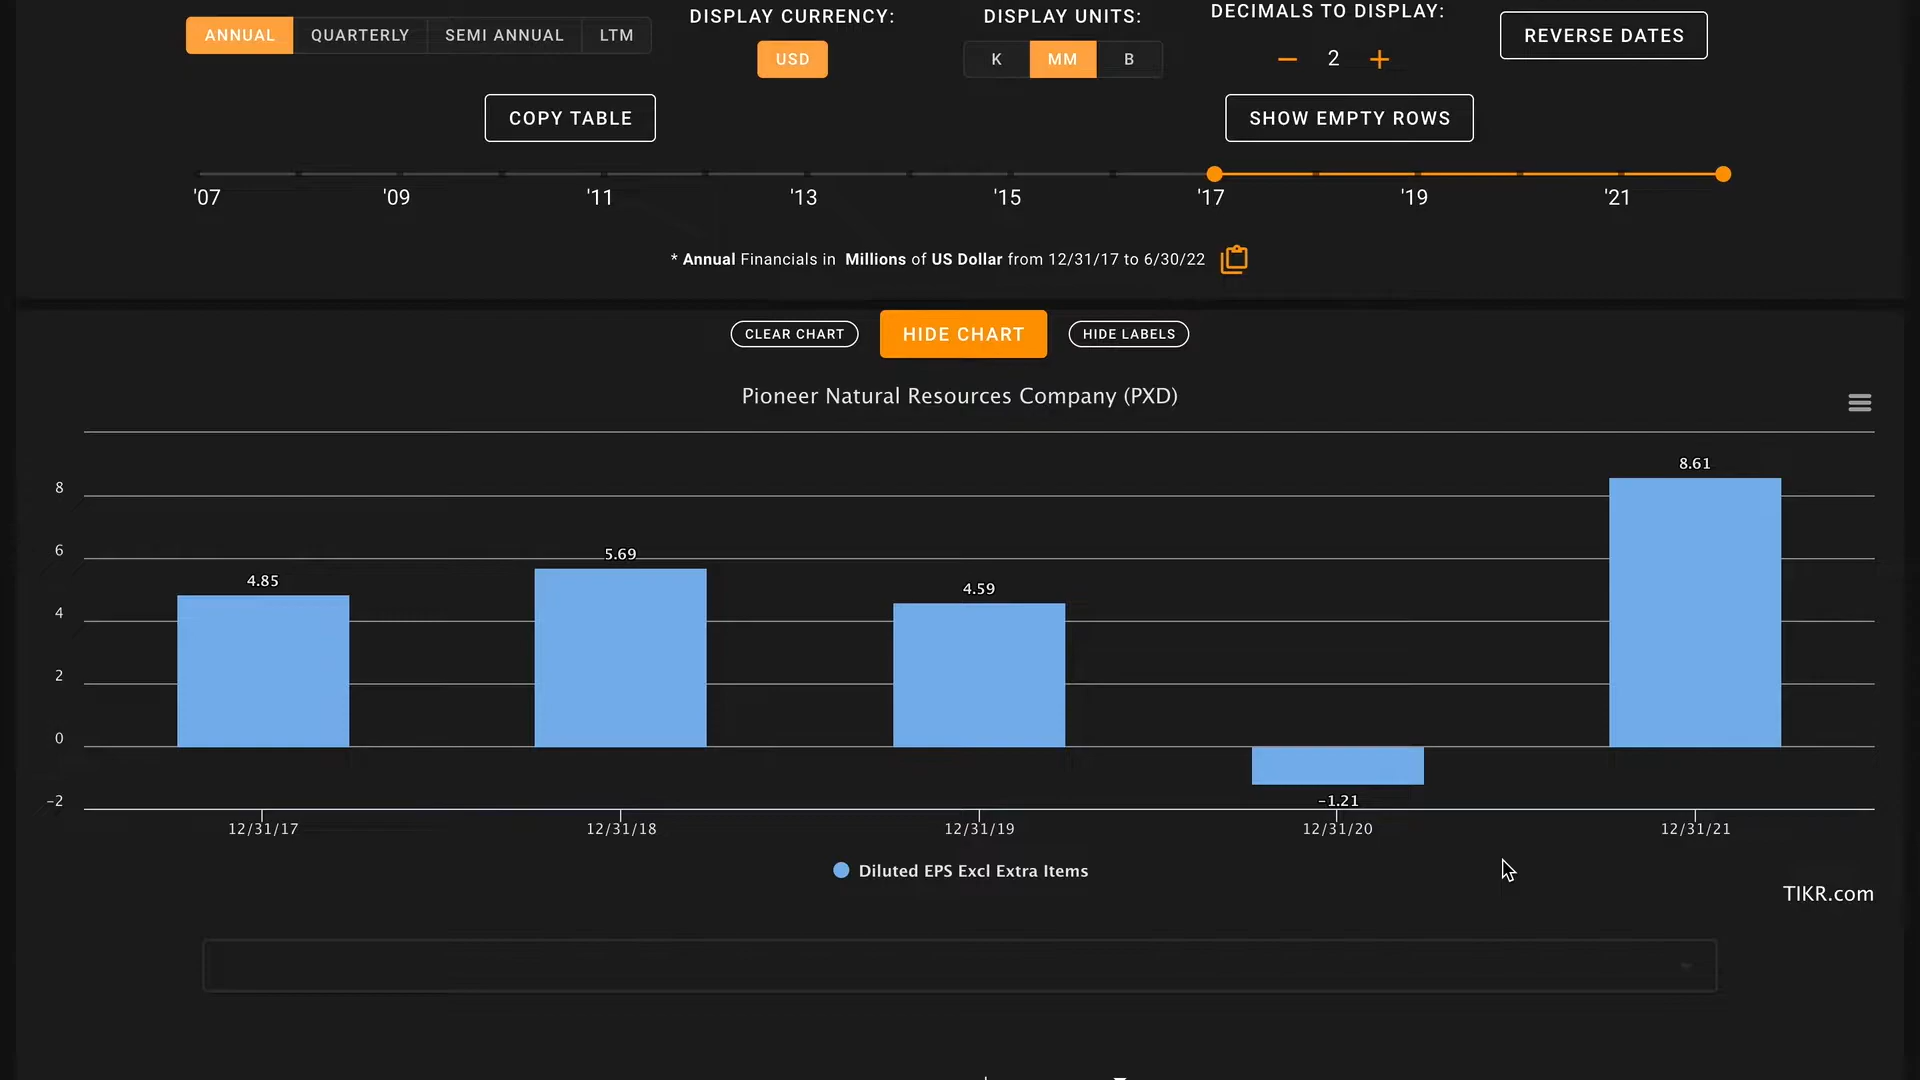 ANNUAL QUARTERLY SEMI ANNUAL LTM
DISPLAY CURRENCY:
USD
DISPLAY UNITS:
K MM B
DECIMALS TO DISPLAY:
2
REVERSE DATES
COPY TABLE
SHOW EMPTY ROWS
'07 '09 '11 '13 '15 '17 '19 '21
* Annual Financials in Millions of US Dollar from 12/31/17 to 6/30/22
CLEAR CHART HIDE CHART HIDE LABELS
Pioneer Natural Resources Company (PXD)
8.61
8
6
5.69
4.85
4.59
4
2
0
-2
-1.21
12/31/17 12/31/18 12/31/19 12/31/20 12/31/21
Diluted EPS Excl Extra Items
TIKR.com